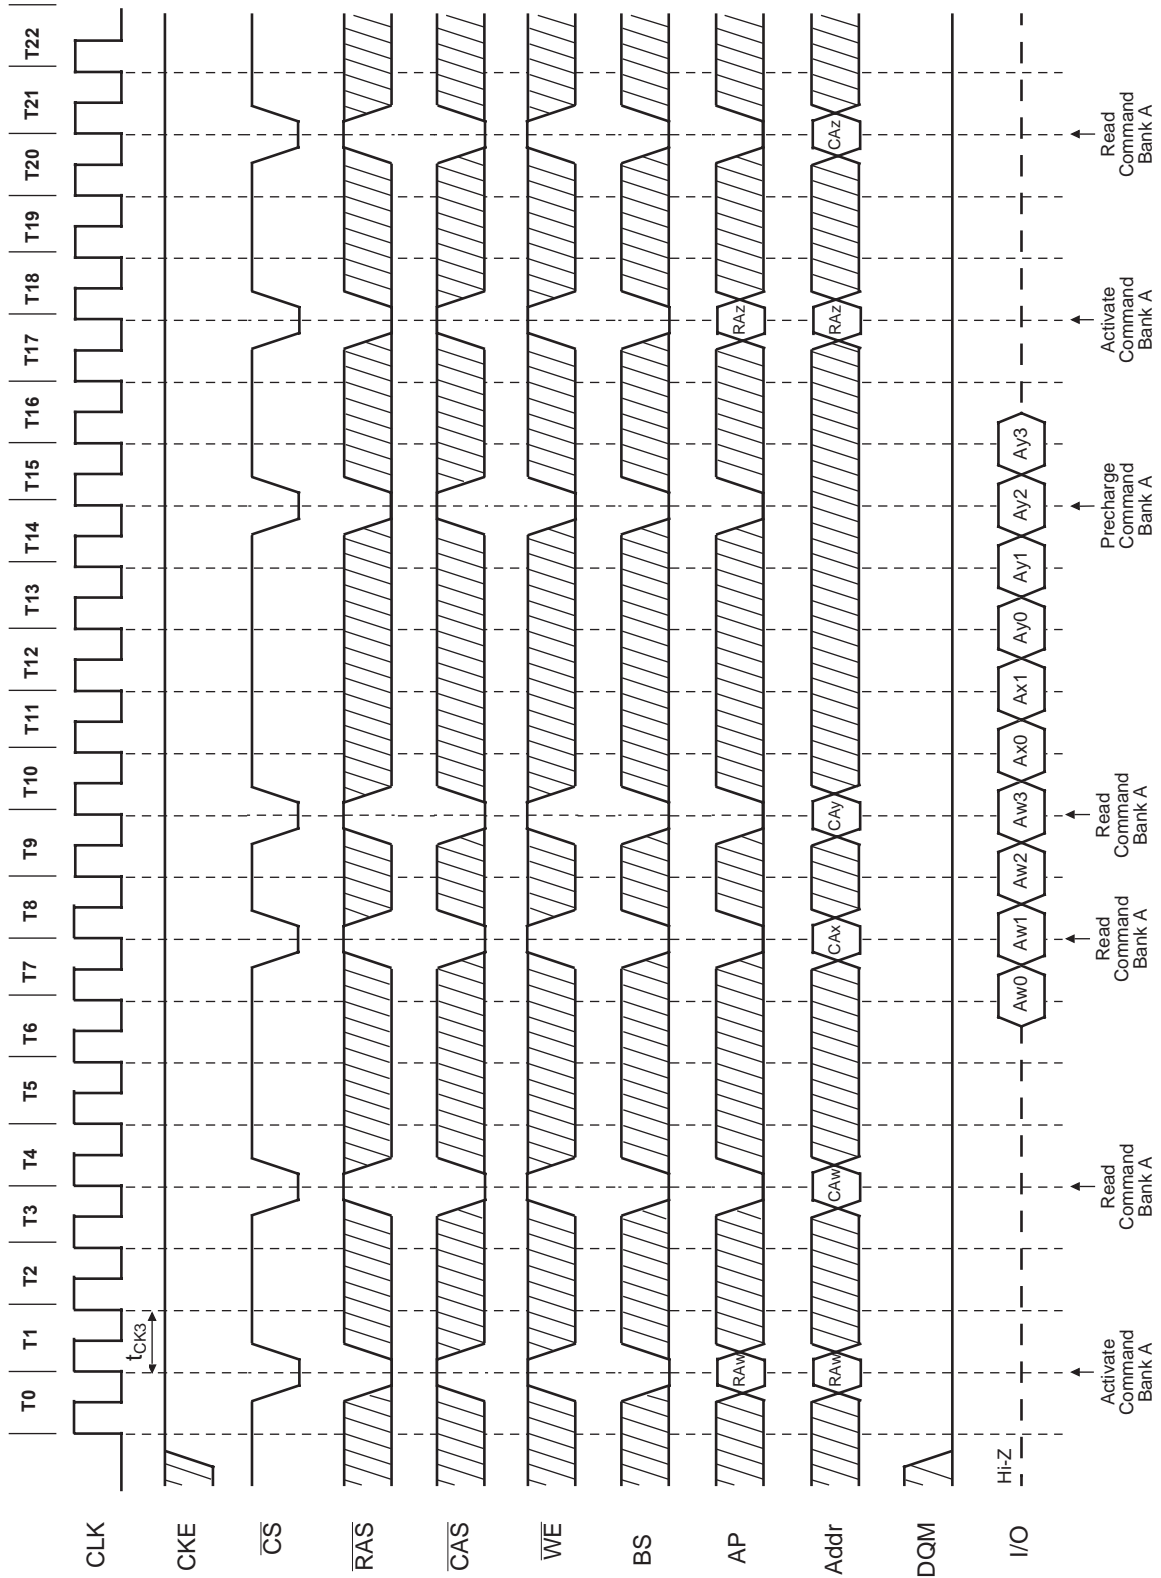 T0 T1 T2 T3 T4 T5 T6 T7 T8 T9 T10 T11 T12 T13 T14 T15 T16 T17 T18 T19 T20 T21 T22
CLK
tCK3
CKE
CS
RAS
CAS
WE
BS
AP
RAw
RAz
Addr
RAw
CAw
CAx
CAy
RAz
CAz
DQM
I/O
Hi-Z
Aw0 Aw1 Aw2 Aw3 Ax0 Ax1 Ay0 Ay1 Ay2 Ay3
Activate
Command
Bank A
Read
Command
Bank A
Read
Command
Bank A
Read
Command
Bank A
Precharge
Command
Bank A
Activate
Command
Bank A
Read
Command
Bank A